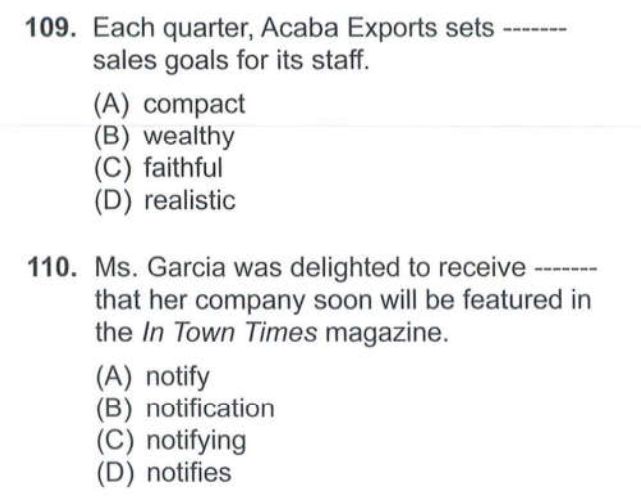 109. Each quarter, Acaba Exports sets -------
sales goals for its staff.
(A) compact
(B) wealthy
(C) faithful
(D) realistic
110. Ms. Garcia was delighted to receive -------
that her company soon will be featured in
the In Town Times magazine.
(A) notify
(B) notification
(C) notifying
(D) notifies